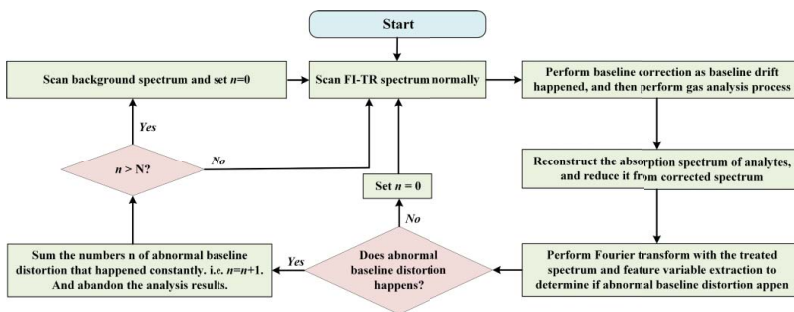 Start
Scan background spectrum and set n=0
Scan FI-TR spectrum normally
Perform baseline correction as baseline drift
happened, and then perform gas analysis process
Yes
n > N?
No
Reconstruct the absorption spectrum of analytes,
and reduce it from corrected spectrum
Set n = 0
No
Sum the numbers n of abnormal baseline
distortion that happened constantly. i.e. n=n+1.
And abandon the analysis results.
Yes
Does abnormal
baseline distortion
happens?
Perform Fourier transform with the treated
spectrum and feature variable extraction to
determine if abnormal baseline distortion appen